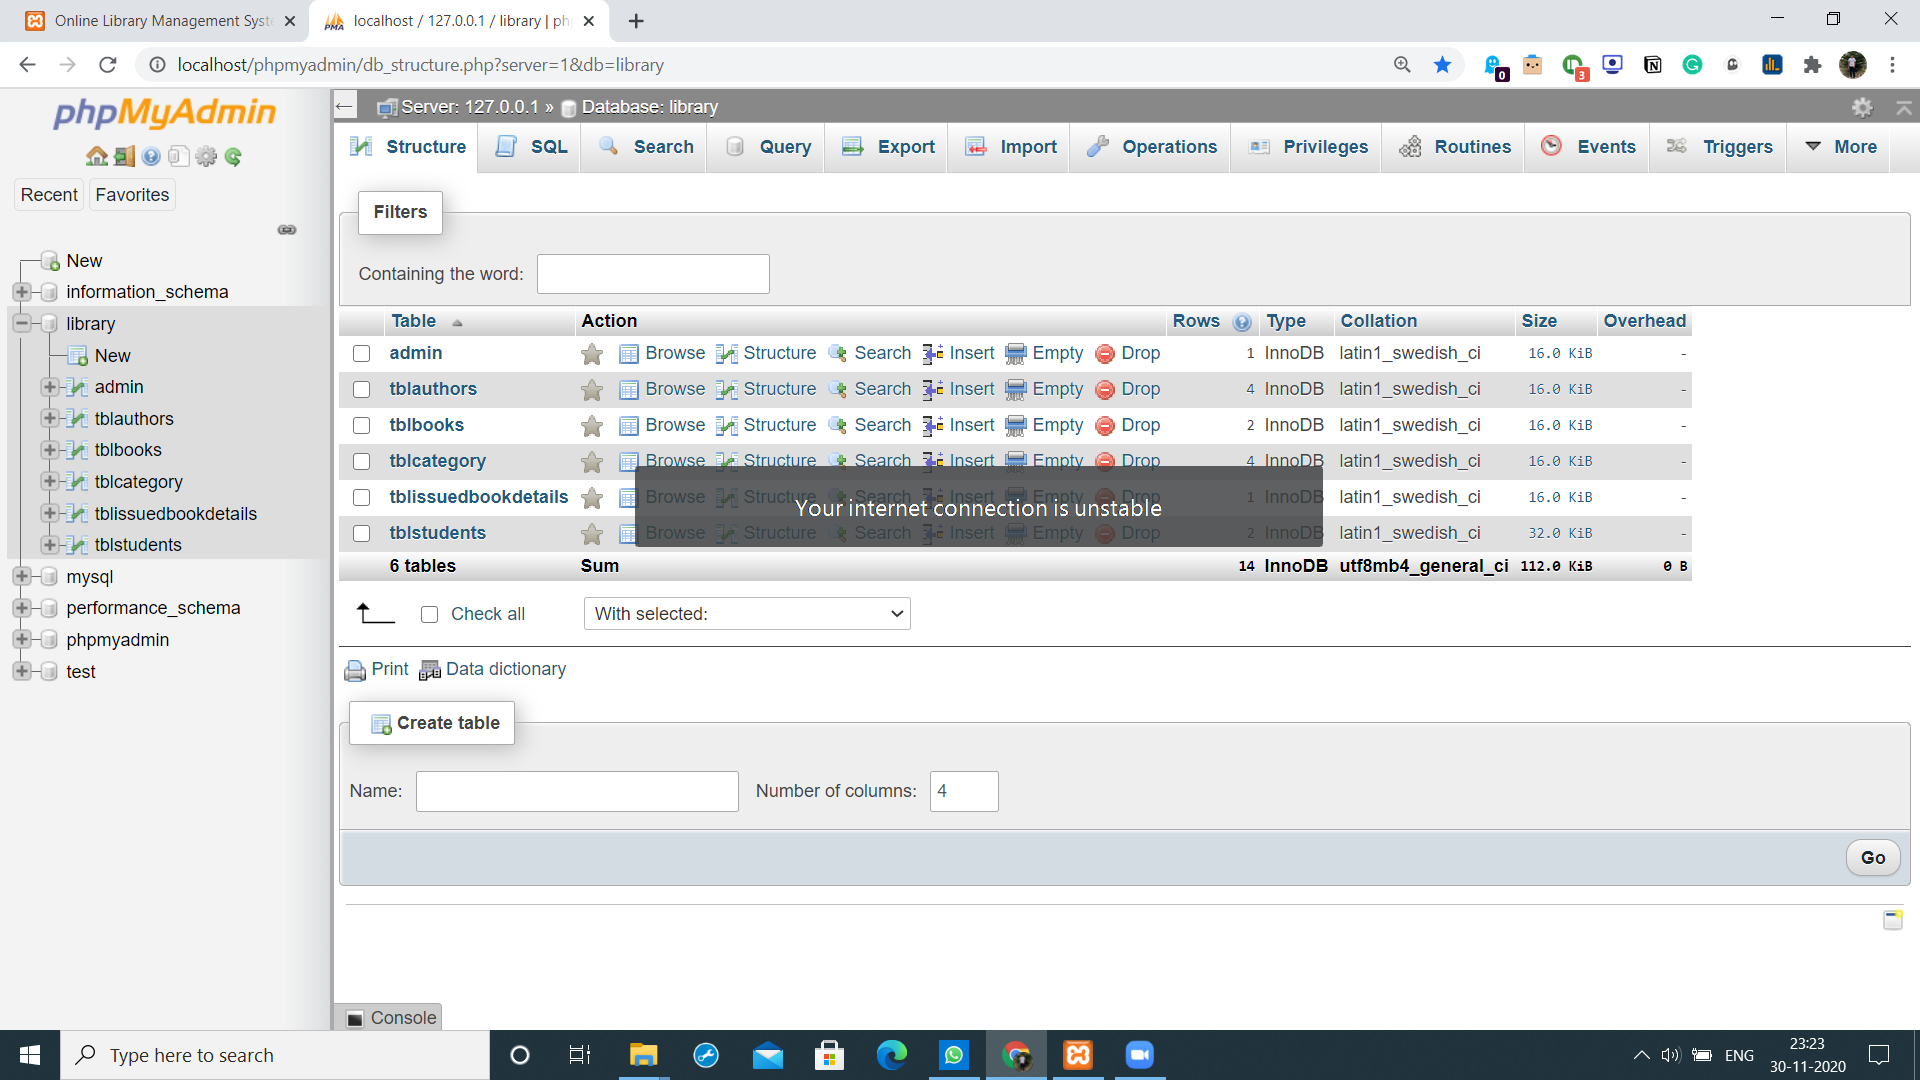 Online Library Management Syste
localhost / 127.0.0.1 / library | ph
localhost/phpmyadmin/db_structure.php?server=1&db=library
0
3
phpMyAdmin
Recent
Favorites
New
information_schema
library
New
admin
tblauthors
tblbooks
tblcategory
tblissuedbookdetails
tblstudents
mysql
performance_schema
phpmyadmin
test
Server: 127.0.0.1 » Database: library
Structure SQL Search Query Export Import Operations Privileges Routines Events Triggers More
Filters
Containing the word:
Table Action Rows Type Collation Size Overhead
admin Browse Structure Search Insert Empty Drop 1 InnoDB latin1_swedish_ci 16.0 KiB -
tblauthors Browse Structure Search Insert Empty Drop 4 InnoDB latin1_swedish_ci 16.0 KiB -
tblbooks Browse Structure Search Insert Empty Drop 2 InnoDB latin1_swedish_ci 16.0 KiB -
tblcategory Browse Structure Search Insert Empty Drop 4 InnoDB latin1_swedish_ci 16.0 KiB -
tblissuedbookdetails Browse Structure Search Insert Empty Drop 1 InnoDB latin1_swedish_ci 16.0 KiB -
Your internet connection is unstable
tblstudents Browse Structure Search Insert Empty Drop 2 InnoDB latin1_swedish_ci 32.0 KiB -
6 tables Sum 14 InnoDB utf8mb4_general_ci 112.0 KiB 0 B
Check all With selected:
Print Data dictionary
Create table
Name: Number of columns: 4
Go
Console
Type here to search
ENG
23:23
30-11-2020